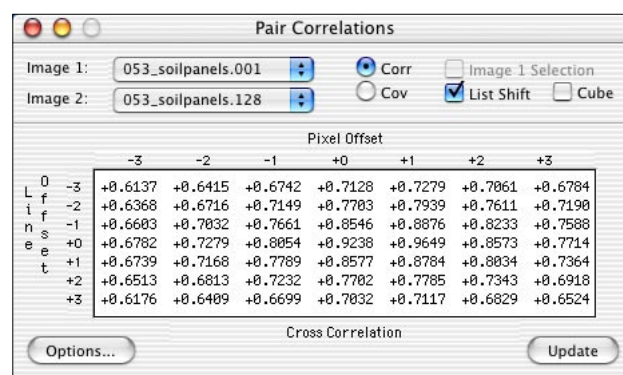 Pair Correlations
Image 1: 053_soilpanels.001 Corr Image 1 Selection
Image 2: 053_soilpanels.128 Cov List Shift Cube
Pixel Offset
-3 -2 -1 +0 +1 +2 +3
Line Offset
-3 +0.6137 +0.6415 +0.6742 +0.7128 +0.7279 +0.7061 +0.6784
-2 +0.6368 +0.6716 +0.7149 +0.7703 +0.7939 +0.7611 +0.7190
-1 +0.6603 +0.7032 +0.7661 +0.8546 +0.8876 +0.8233 +0.7588
+0 +0.6782 +0.7279 +0.8054 +0.9238 +0.9649 +0.8573 +0.7714
+1 +0.6739 +0.7168 +0.7789 +0.8577 +0.8784 +0.8034 +0.7364
+2 +0.6513 +0.6813 +0.7232 +0.7702 +0.7785 +0.7343 +0.6918
+3 +0.6176 +0.6409 +0.6699 +0.7032 +0.7117 +0.6829 +0.6524
Cross Correlation
Options... Update